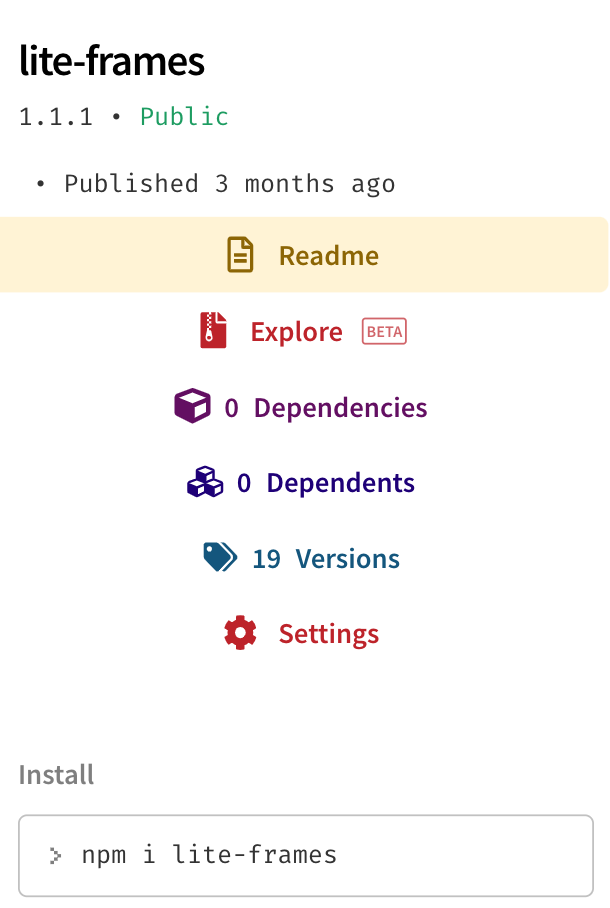 lite-frames
1.1.1 • Public
• Published 3 months ago
Readme
Explore BETA
0 Dependencies
0 Dependents
19 Versions
Settings
Install
> npm i lite-frames